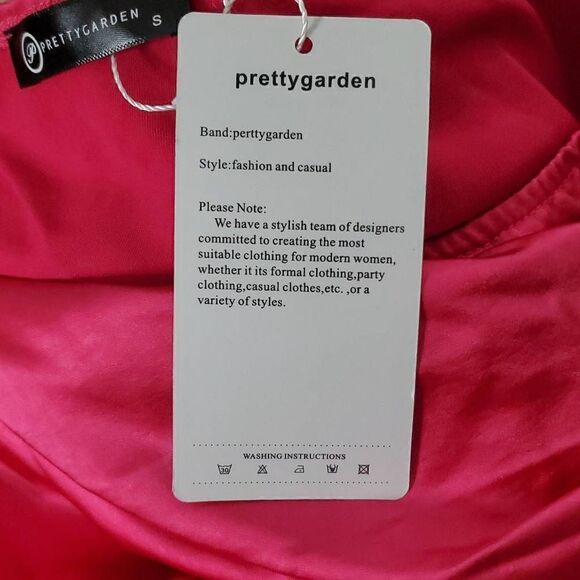 PRETTYGARDEN S
prettygarden
Band:perttygarden
Style:fashion and casual
Please Note:
We have a stylish team of designers
committed to creating the most
suitable clothing for modern women,
whether it its formal clothing,party
clothing,casual clothes,etc. ,or a
variety of styles.
WASHING INSTRUCTIONS
30